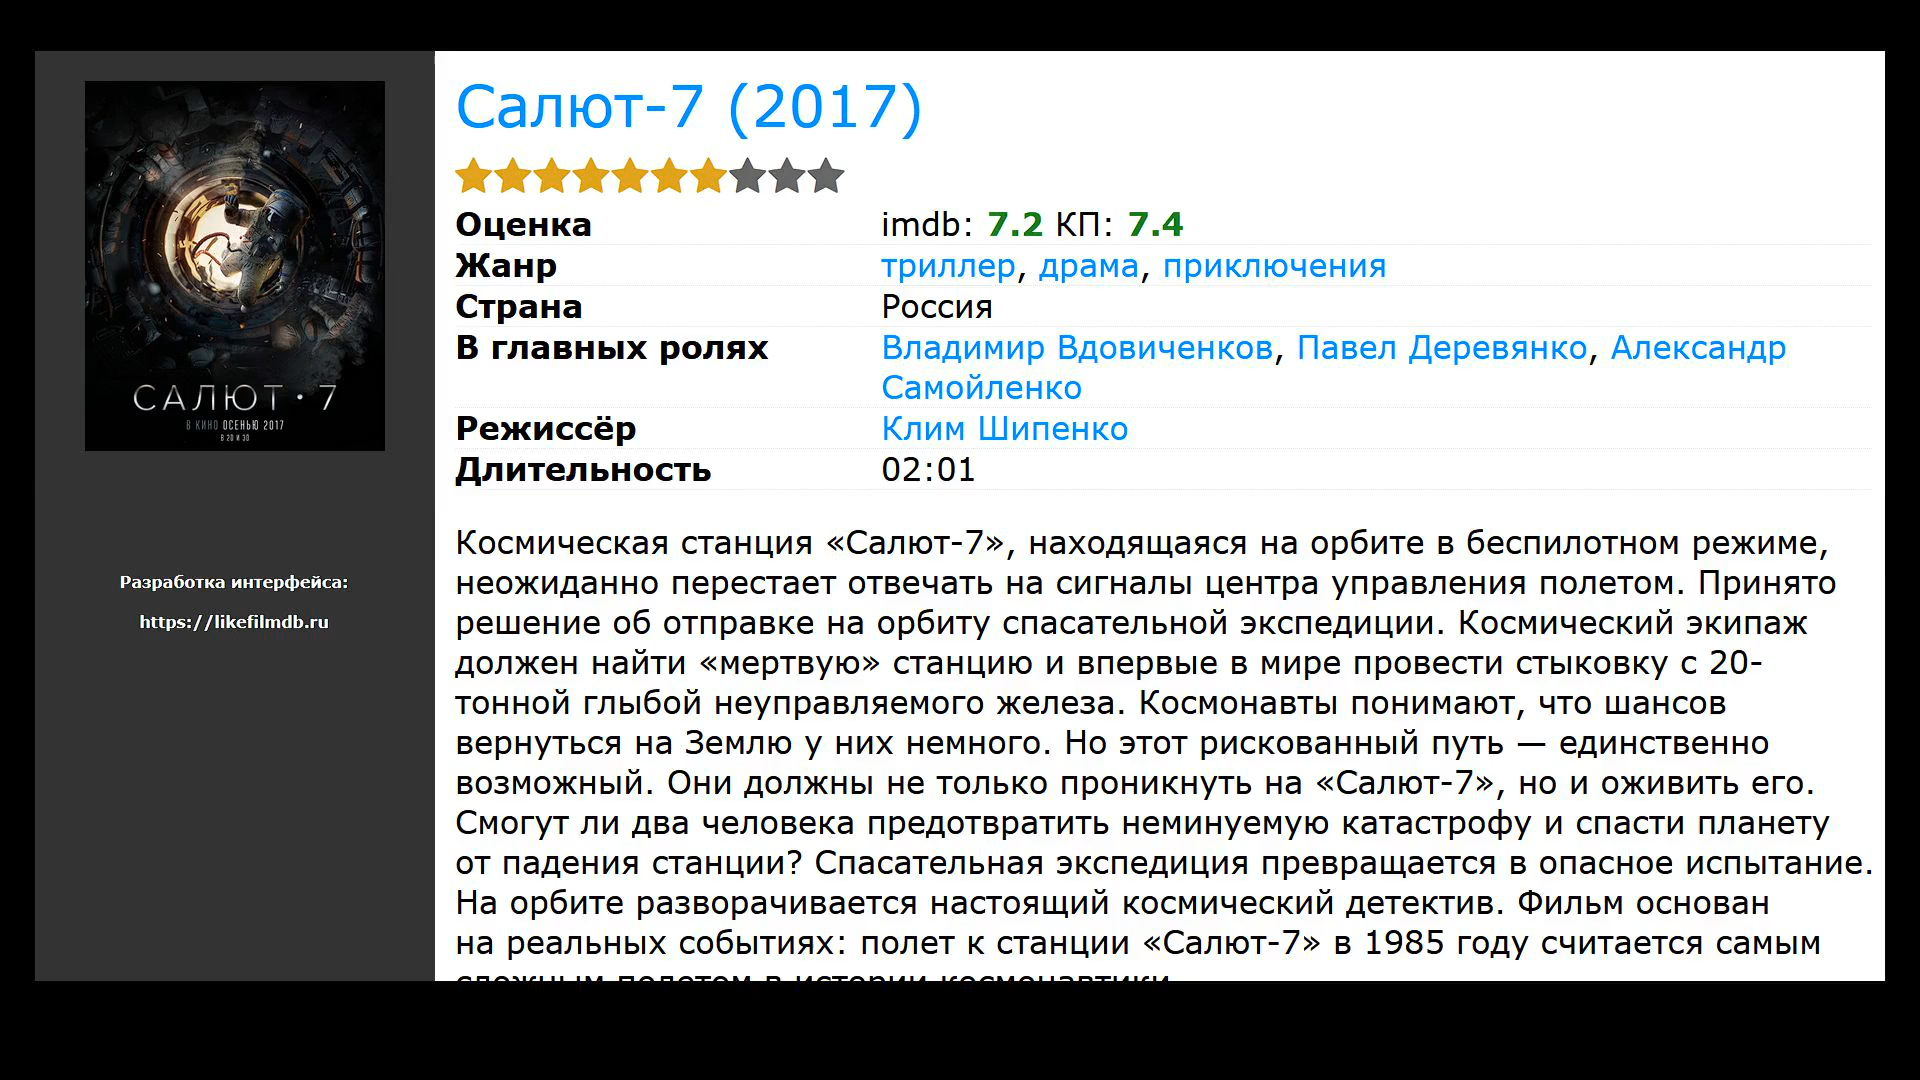 САЛЮТ · 7
В КИНО ОСЕНЬЮ 2017
В 2D И 3D
Разработка интерфейса:
https://likefilmdb.ru
Салют-7 (2017)
Оценка imdb: 7.2 КП: 7.4
Жанр триллер, драма, приключения
Страна Россия
В главных ролях Владимир Вдовиченков, Павел Деревянко, Александр
Самойленко
Режиссёр Клим Шипенко
Длительность 02:01
Космическая станция «Салют-7», находящаяся на орбите в беспилотном режиме,
неожиданно перестает отвечать на сигналы центра управления полетом. Принято
решение об отправке на орбиту спасательной экспедиции. Космический экипаж
должен найти «мертвую» станцию и впервые в мире провести стыковку с 20-
тонной глыбой неуправляемого железа. Космонавты понимают, что шансов
вернуться на Землю у них немного. Но этот рискованный путь — единственно
возможный. Они должны не только проникнуть на «Салют-7», но и оживить его.
Смогут ли два человека предотвратить неминуемую катастрофу и спасти планету
от падения станции? Спасательная экспедиция превращается в опасное испытание.
На орбите разворачивается настоящий космический детектив. Фильм основан
на реальных событиях: полет к станции «Салют-7» в 1985 году считается самым
сложным полетом в истории космонавтики.